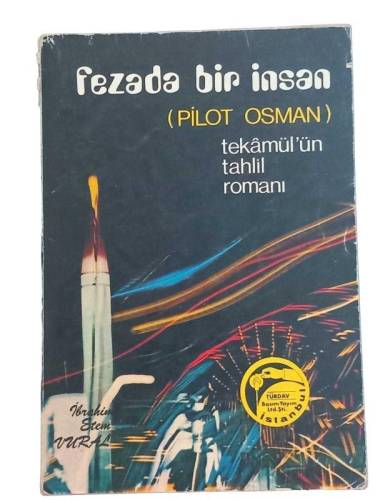 fezada bir insan
(PİLOT OSMAN)
tekâmül'ün
tahlil
romanı
İbrahim
Etem
VURAL
TÜRDAV
Basım Yayım
Ltd. Şti.
İstanbul